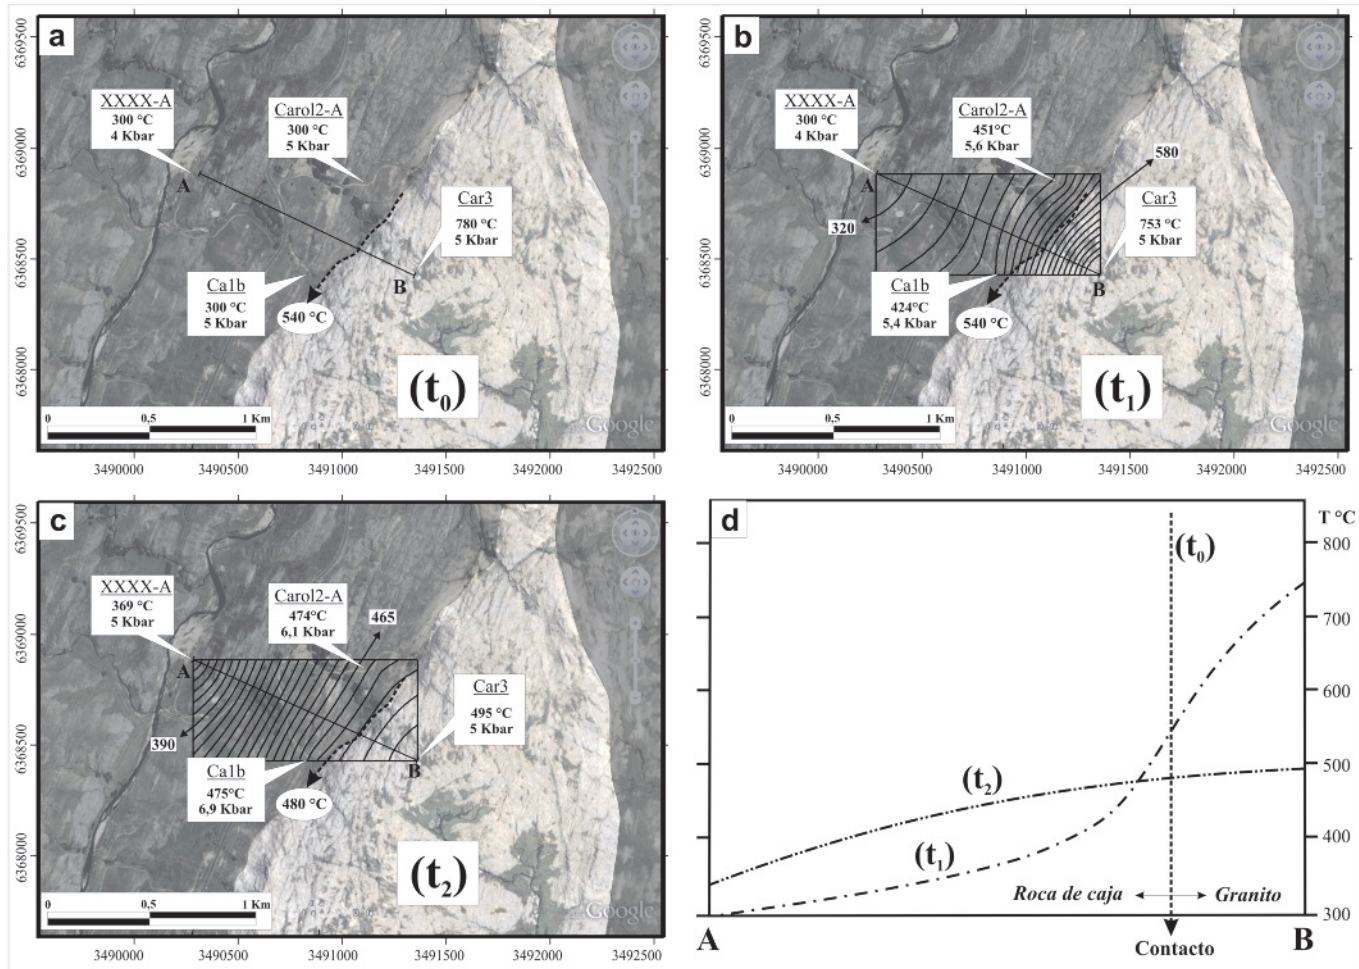 a
6369500
6369000
6368500
6368000
XXXX-A
300 °C
4 Kbar
Carol2-A
300 °C
5 Kbar
A
Car3
780 °C
5 Kbar
Ca1b
300 °C
5 Kbar
B
540 °C
(t0)
0 0,5 1 Km
Google
3490000 3490500 3491000 3491500 3492000 3492500
b
6369500
6369000
6368500
6368000
XXXX-A
300 °C
4 Kbar
Carol2-A
451°C
5,6 Kbar
580
A
320
Car3
753 °C
5 Kbar
Ca1b
424°C
5,4 Kbar
B
540 °C
(t1)
0 0,5 1 Km
Google
3490000 3490500 3491000 3491500 3492000 3492500
c
6369500
6369000
6368500
6368000
XXXX-A
369 °C
5 Kbar
Carol2-A
474°C
6,1 Kbar
465
A
390
Car3
495 °C
5 Kbar
Ca1b
475°C
6,9 Kbar
B
480 °C
(t2)
0 0,5 1 Km
Google
3490000 3490500 3491000 3491500 3492000 3492500
d
T °C
800
700
600
500
400
300
(t0)
(t2)
(t1)
Roca de caja Granito
A
B
Contacto